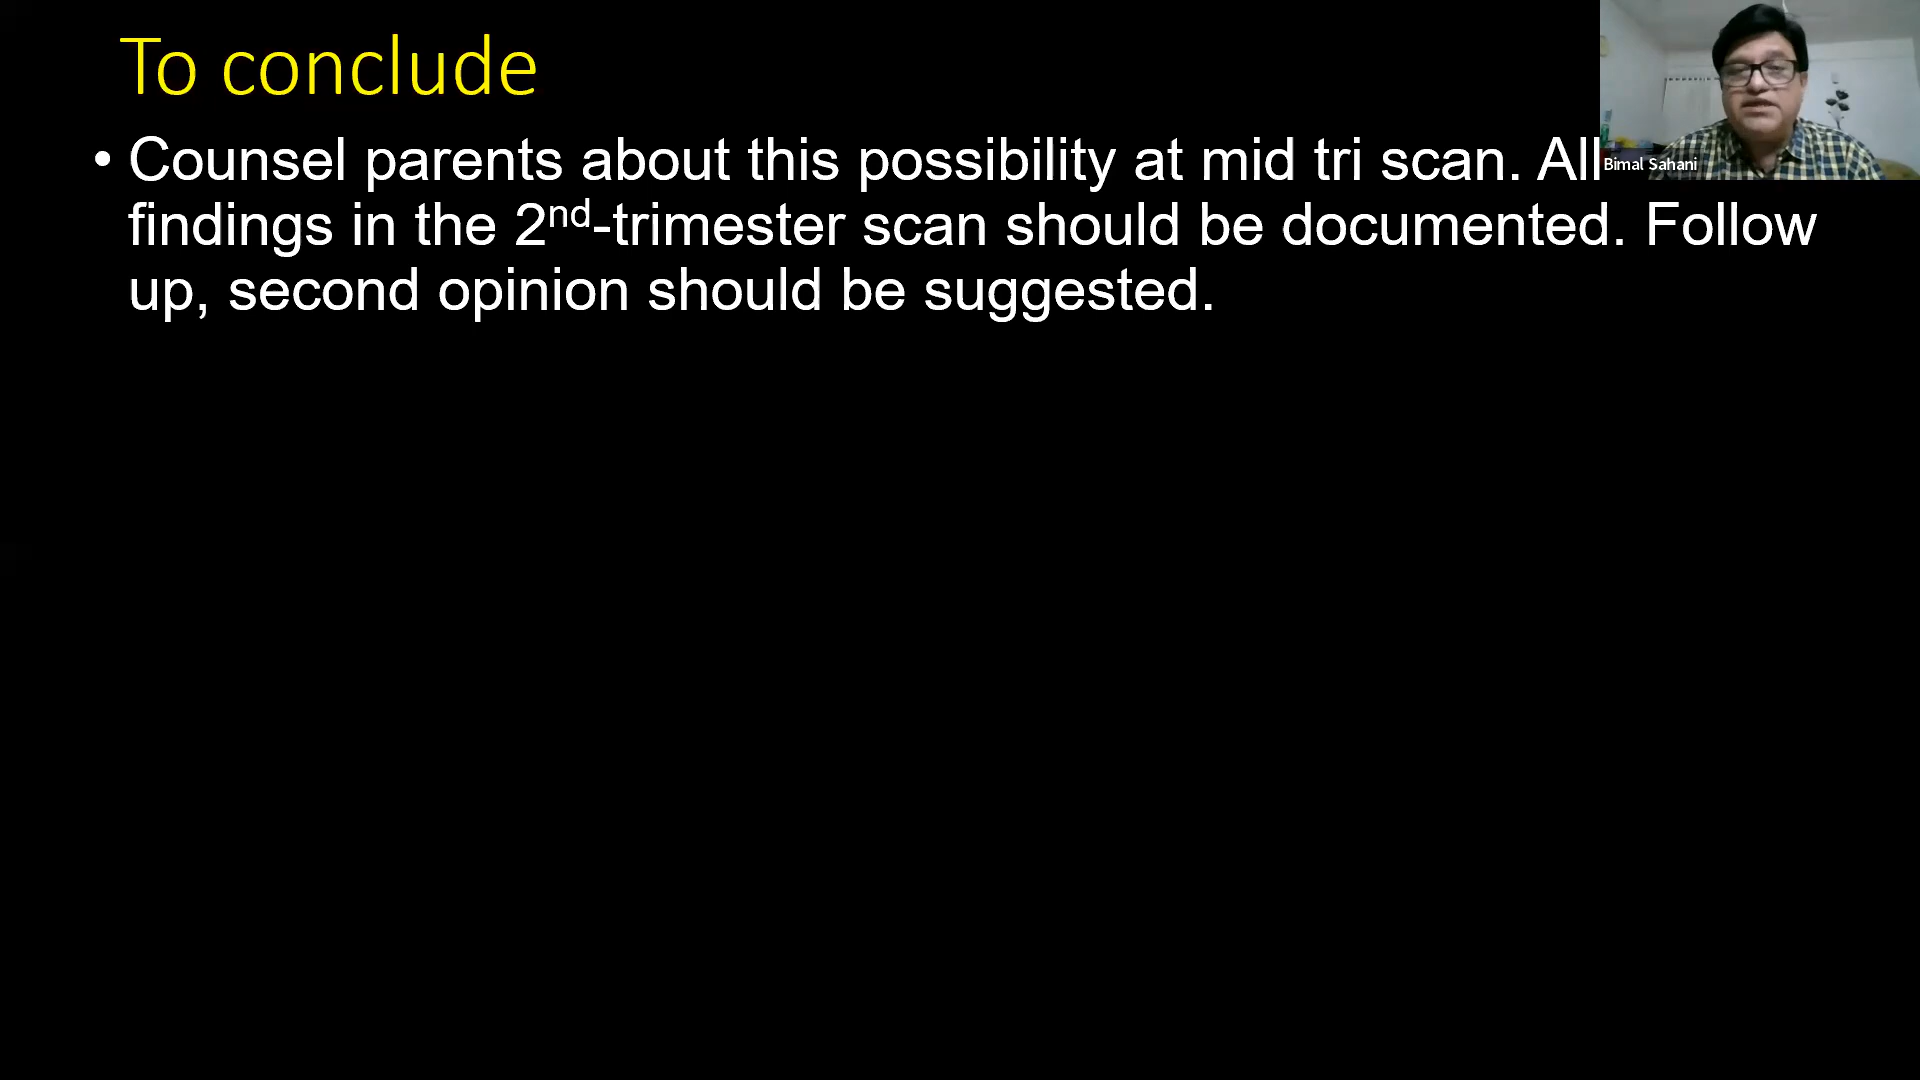 To conclude
• Counsel parents about this possibility at mid tri scan. All
findings in the 2nd-trimester scan should be documented. Follow
up, second opinion should be suggested.
Bimal Sahani